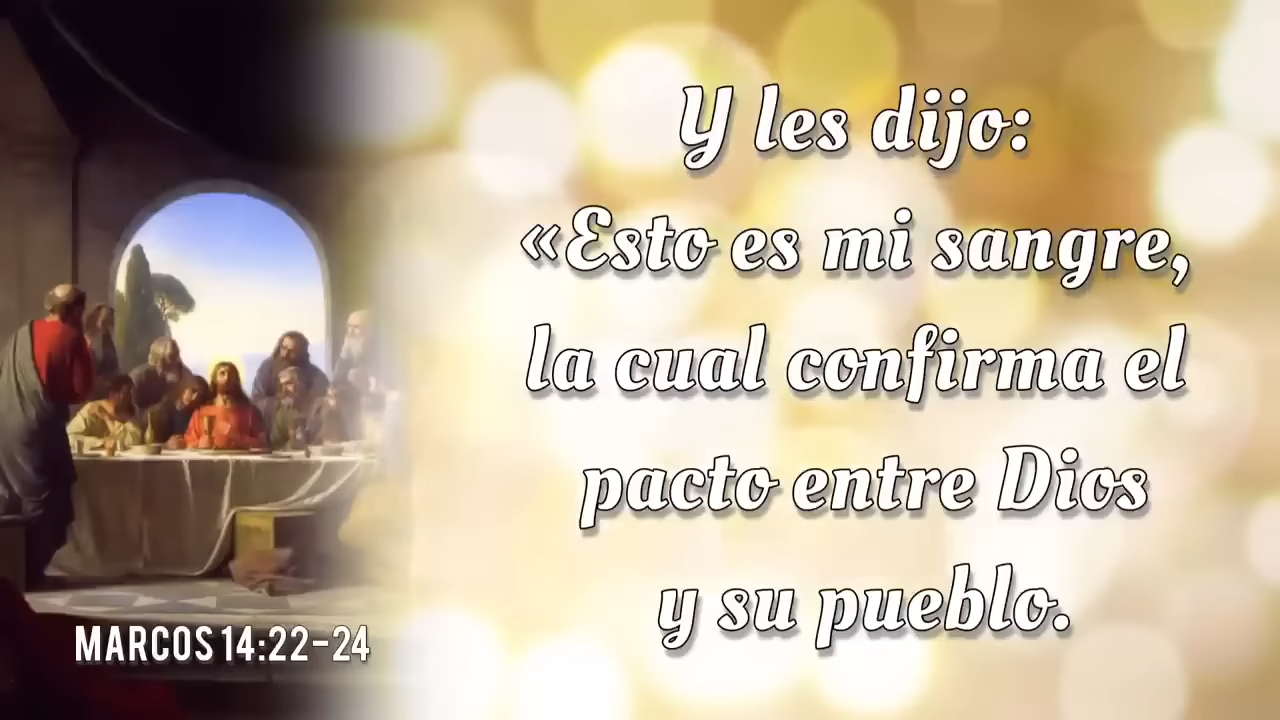 Y les dijo:
«Esto es mi sangre,
la cual confirma el
pacto entre Dios
y su pueblo.
MARCOS 14:22-24